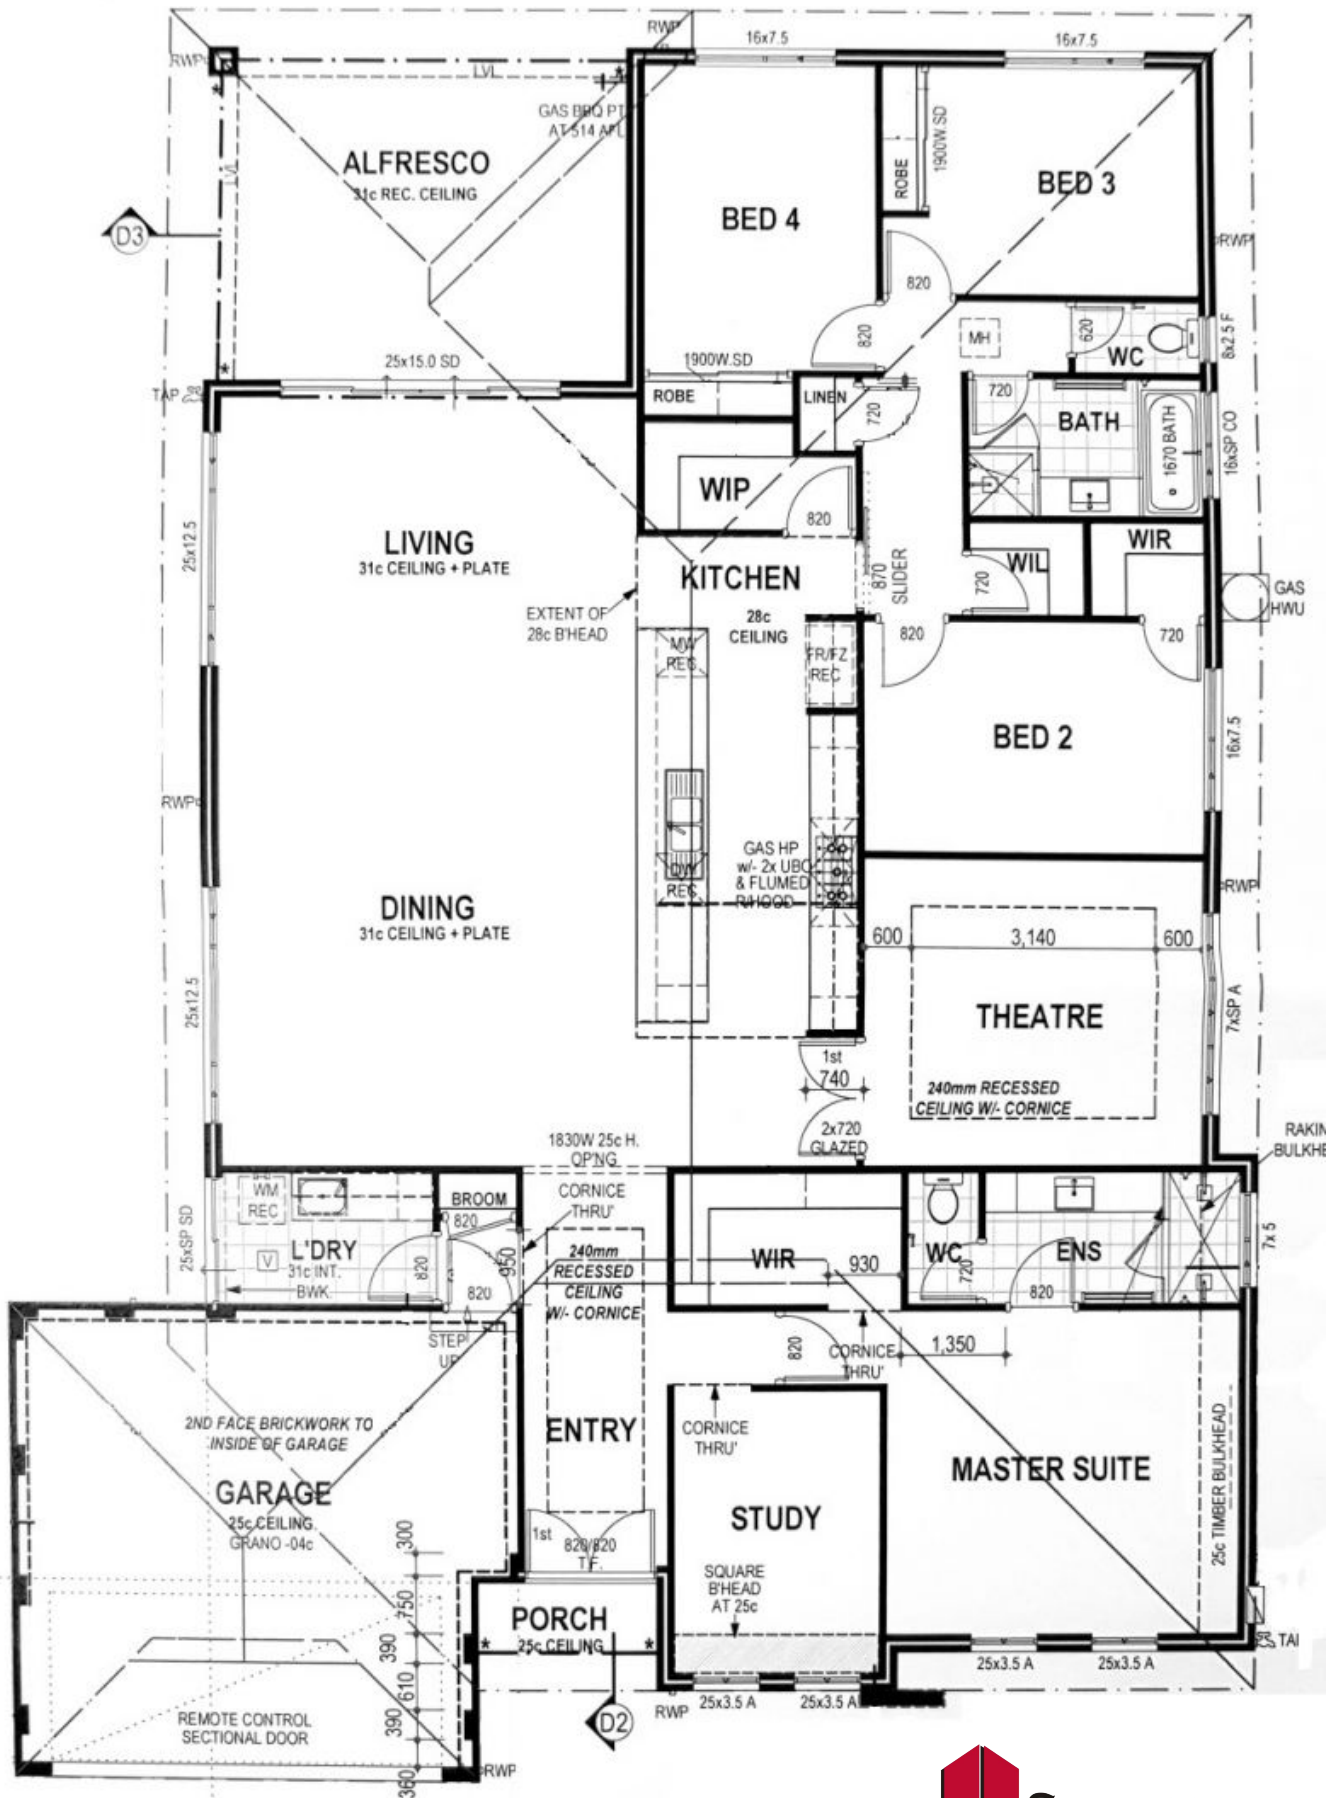 RWP
16x7.5
16x7.5
RWP
LVL
GAS BBQ PT
AT 514 AFL
ALFRESCO
31c REC. CEILING
LVL
ROBE
1900W.SD
BED 3
BED 4
D3
RWP
820
820
MH
620
WC
8x2.5 F
25x15.0 SD
1900W.SD
TAP
ROBE
LINEN
720
720
BATH
1670 BATH
16xSP CO
WIP
820
25x12.5
LIVING
31c CEILING + PLATE
KITCHEN
28c
CEILING
870
SLIDER
WIL
720
WIR
720
GAS
HWU
EXTENT OF
28c B'HEAD
820
MW
REC
FR/FZ
REC
BED 2
16x7.5
RWP
GAS HP
w/- 2x UBO
& FLUMED
R/HOOD
DW
REC
RWP
DINING
31c CEILING + PLATE
600
3,140
600
25x12.5
THEATRE
7xSP A
1st
740
240mm RECESSED
CEILING W/- CORNICE
2x720
GLAZED
RAKIN
BULKHE
1830W 25c H.
OP'NG
WM
REC
BROOM
820
CORNICE
THRU'
25xSP SD
V
L'DRY
31c INT.
BWK
820
820
950
240mm
RECESSED
CEILING
W/- CORNICE
WIR
930
WC
720
ENS
820
7x 5
STEP
UP
820
CORNICE
THRU'
1,350
2ND FACE BRICKWORK TO
INSIDE OF GARAGE
CORNICE
THRU'
ENTRY
GARAGE
25c CEILING
GRANO -04c
MASTER SUITE
25c TIMBER BULKHEAD
STUDY
300
1st
820/820
T.F.
750
SQUARE
B'HEAD
AT 25c
PORCH
25c CEILING
390
TAI
25x3.5 A
25x3.5 A
610
25x3.5 A
25x3.5 A
RWP
D2
REMOTE CONTROL
SECTIONAL DOOR
390
RWP
360